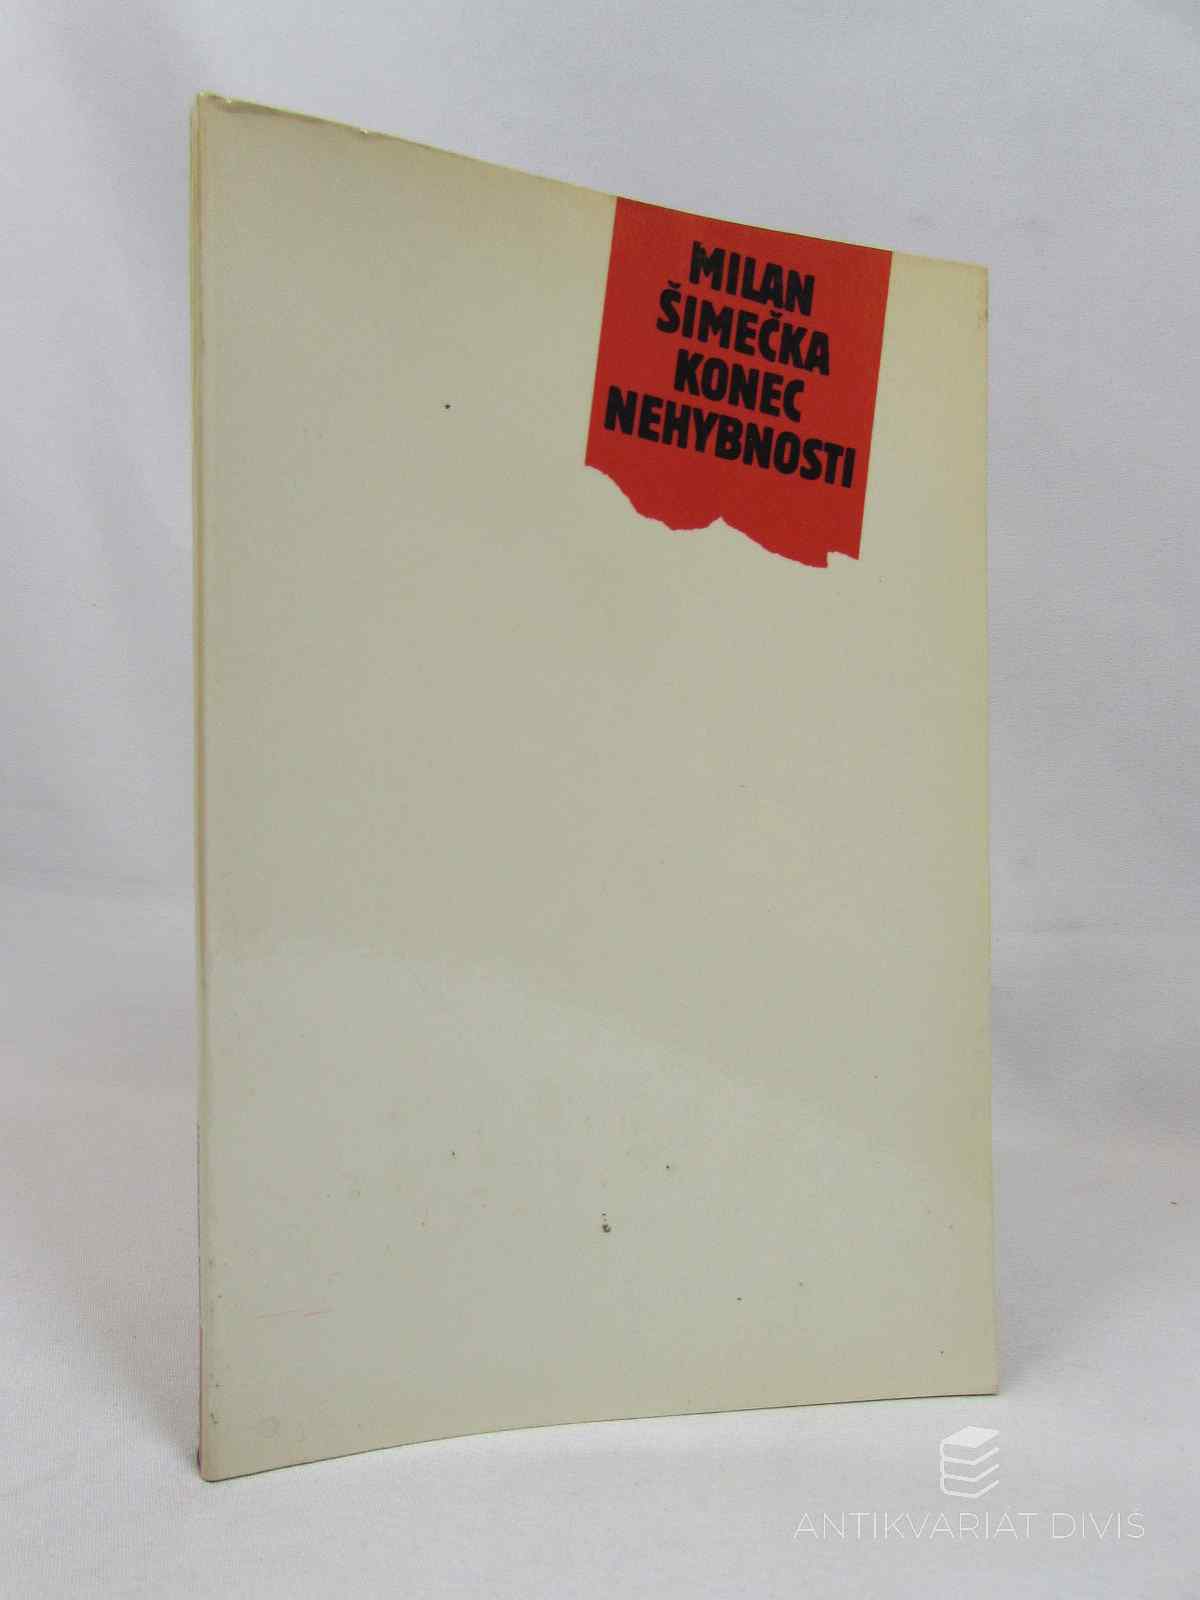 MILAN
ŠIMEČKA
KONEC
NEHYBNOSTI
ANTIKVARIÁT DIVIŠ